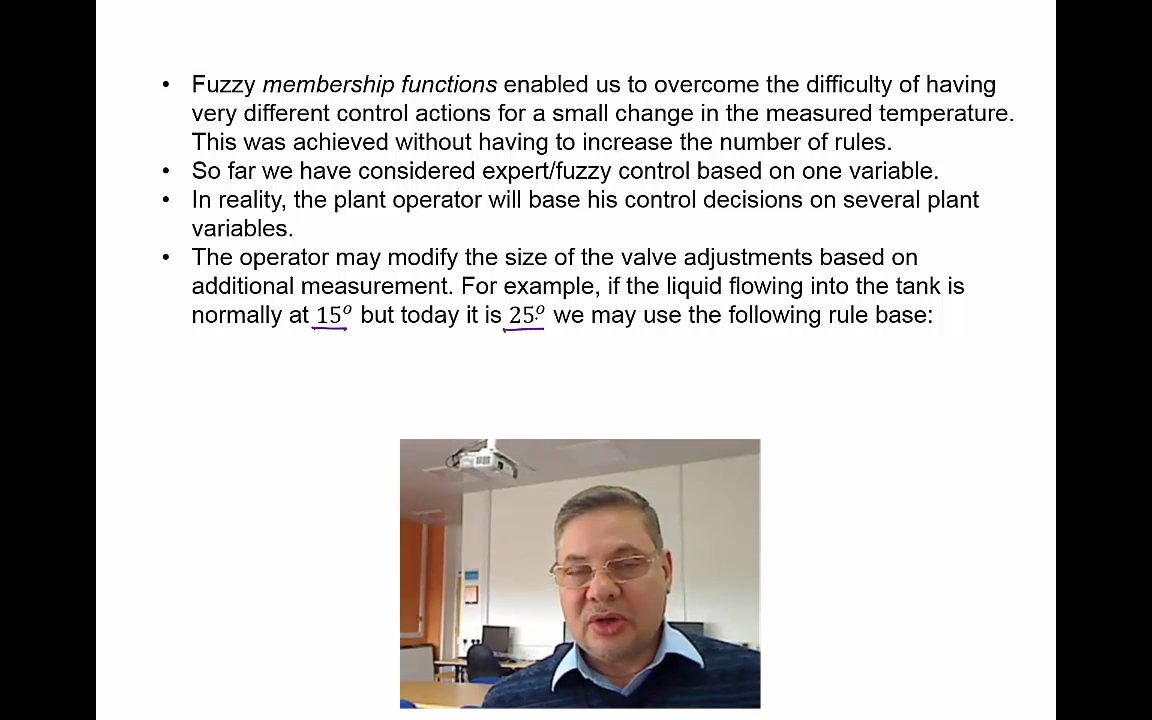 • Fuzzy membership functions enabled us to overcome the difficulty of having
very different control actions for a small change in the measured temperature.
This was achieved without having to increase the number of rules.
• So far we have considered expert/fuzzy control based on one variable.
• In reality, the plant operator will base his control decisions on several plant
variables.
• The operator may modify the size of the valve adjustments based on
additional measurement. For example, if the liquid flowing into the tank is
normally at 15º but today it is 25º we may use the following rule base: